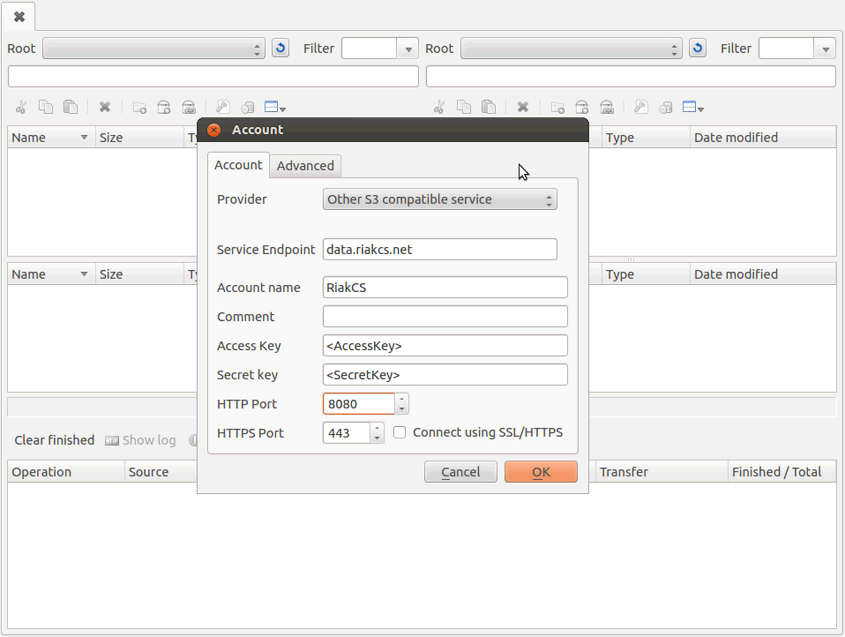 Root Filter Root Filter
Name Size Ty Type Date modified
Account
Account Advanced
Provider Other S3 compatible service
Service Endpoint data.riakcs.net
Account name RiakCS
Comment
Access Key <AccessKey>
Secret key <SecretKey>
HTTP Port 8080
HTTPS Port 443 Connect using SSL/HTTPS
Cancel OK
Name Size Ty Type Date modified
Clear finished Show log
Operation Source Transfer Finished / Total